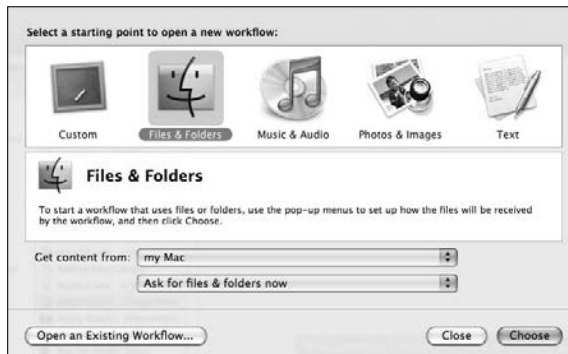 Select a starting point to open a new workflow:
Custom
Files & Folders
Music & Audio
Photos & Images
Text
Files & Folders
To start a workflow that uses files or folders, use the pop-up menus to set up how the files will be received
by the workflow, and then click Choose.
Get content from: my Mac
Ask for files & folders now
Open an Existing Workflow... Close Choose